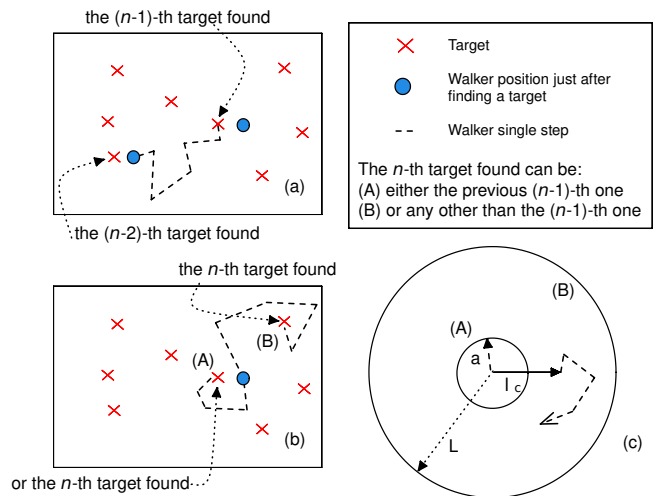 the (n-1)-th target found
(a)
the (n-2)-th target found
Target
Walker position just after
finding a target
Walker single step
The n-th target found can be:
(A) either the previous (n-1)-th one
(B) or any other than the (n-1)-th one
the n-th target found
(A)
(B)
(b)
or the n-th target found
(B)
(A)
a
l c
L
(c)